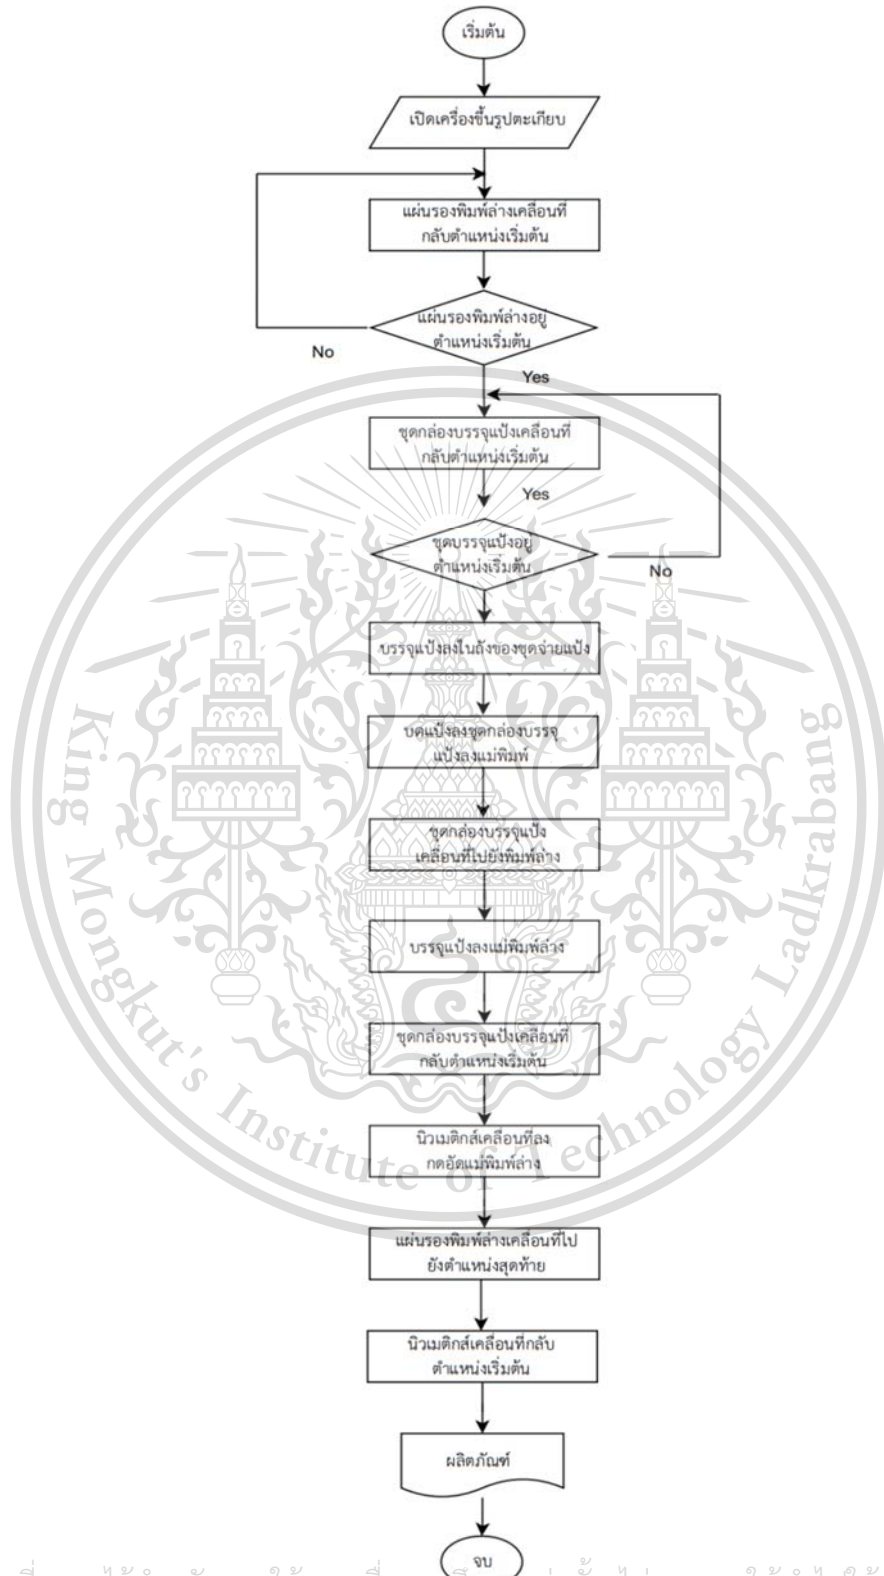 เริ่มต้น
เปิดเครื่องขึ้นรูปตะเกียบ
แผ่นรองพิมพ์ล่างเคลื่อนที่
กลับตำแหน่งเริ่มต้น
แผ่นรองพิมพ์ล่างอยู่
ตำแหน่งเริ่มต้น
No
Yes
ชุดกล่องบรรจุแป้งเคลื่อนที่
กลับตำแหน่งเริ่มต้น
Yes
ชุดบรรจุแป้งอยู่
ตำแหน่งเริ่มต้น
No
บรรจุแป้งลงในถังของชุดจ่ายแป้ง
บดแป้งลงชุดกล่องบรรจุ
แป้งลงแม่พิมพ์
ชุดกล่องบรรจุแป้ง
เคลื่อนที่ไปยังพิมพ์ล่าง
บรรจุแป้งลงแม่พิมพ์ล่าง
ชุดกล่องบรรจุแป้งเคลื่อนที่
กลับตำแหน่งเริ่มต้น
นิวเมติกส์เคลื่อนที่ลง
กดอัดแม่พิมพ์ล่าง
แผ่นรองพิมพ์ล่างเคลื่อนที่ไป
ยังตำแหน่งสุดท้าย
นิวเมติกส์เคลื่อนที่กลับ
ตำแหน่งเริ่มต้น
ผลิตภัณฑ์
จบ
King Mongkut's Institute of Technology Ladkrabang